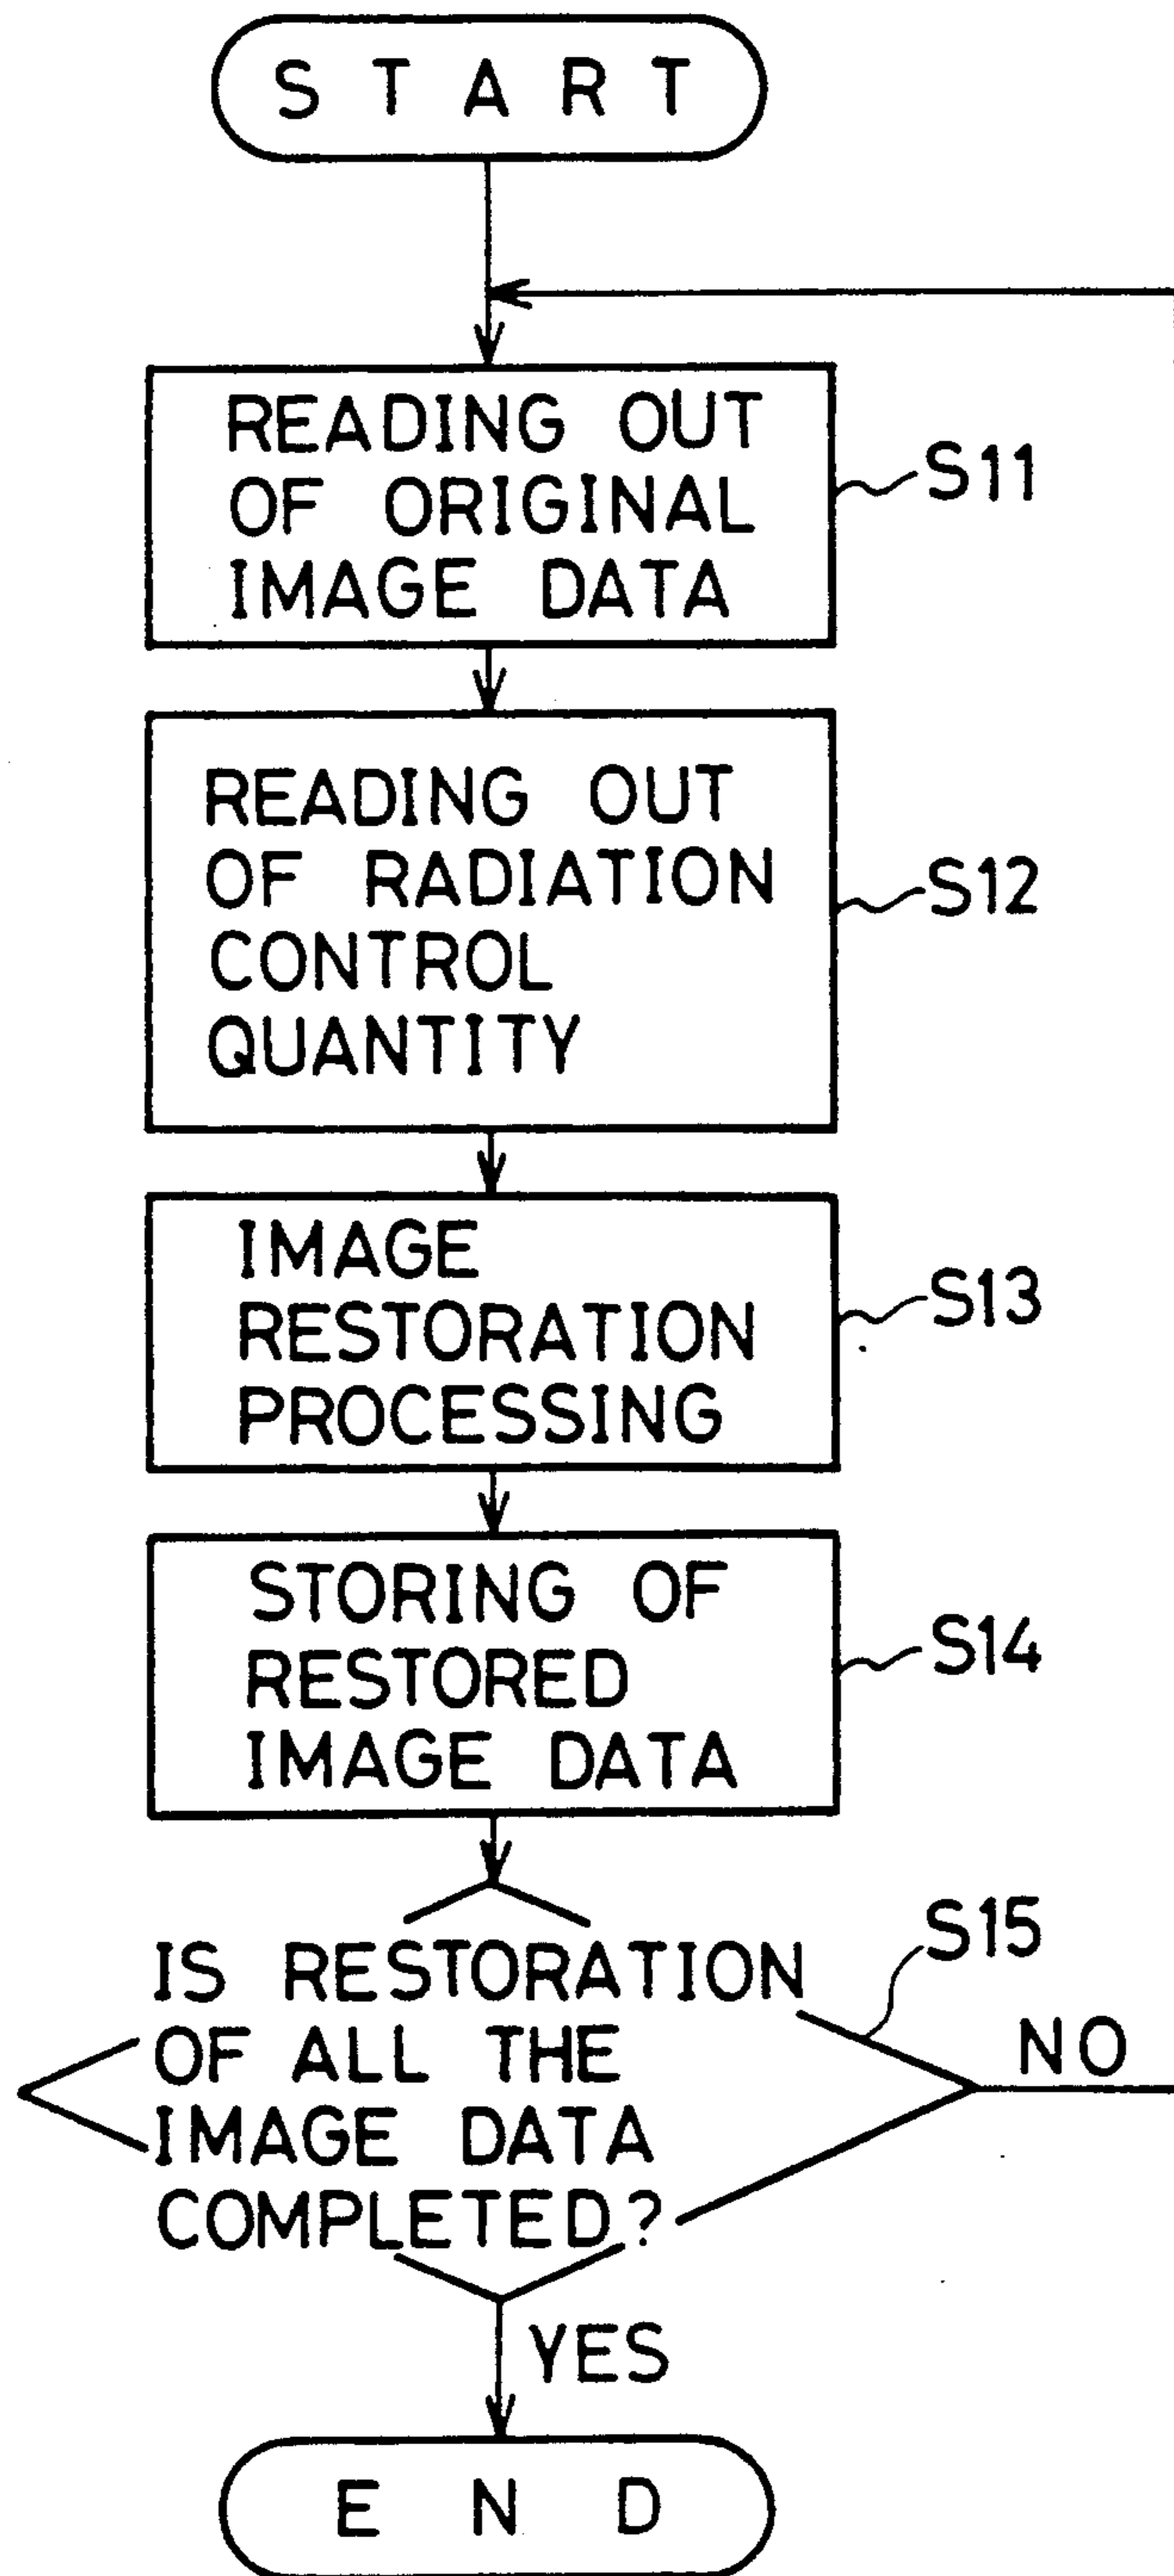 START
READING OUT
OF ORIGINAL
IMAGE DATA
S11
READING OUT
OF RADIATION
CONTROL
QUANTITY
S12
IMAGE
RESTORATION
PROCESSING
S13
STORING OF
RESTORED
IMAGE DATA
S14
IS RESTORATION
OF ALL THE
IMAGE DATA
COMPLETED?
S15
NO
YES
END